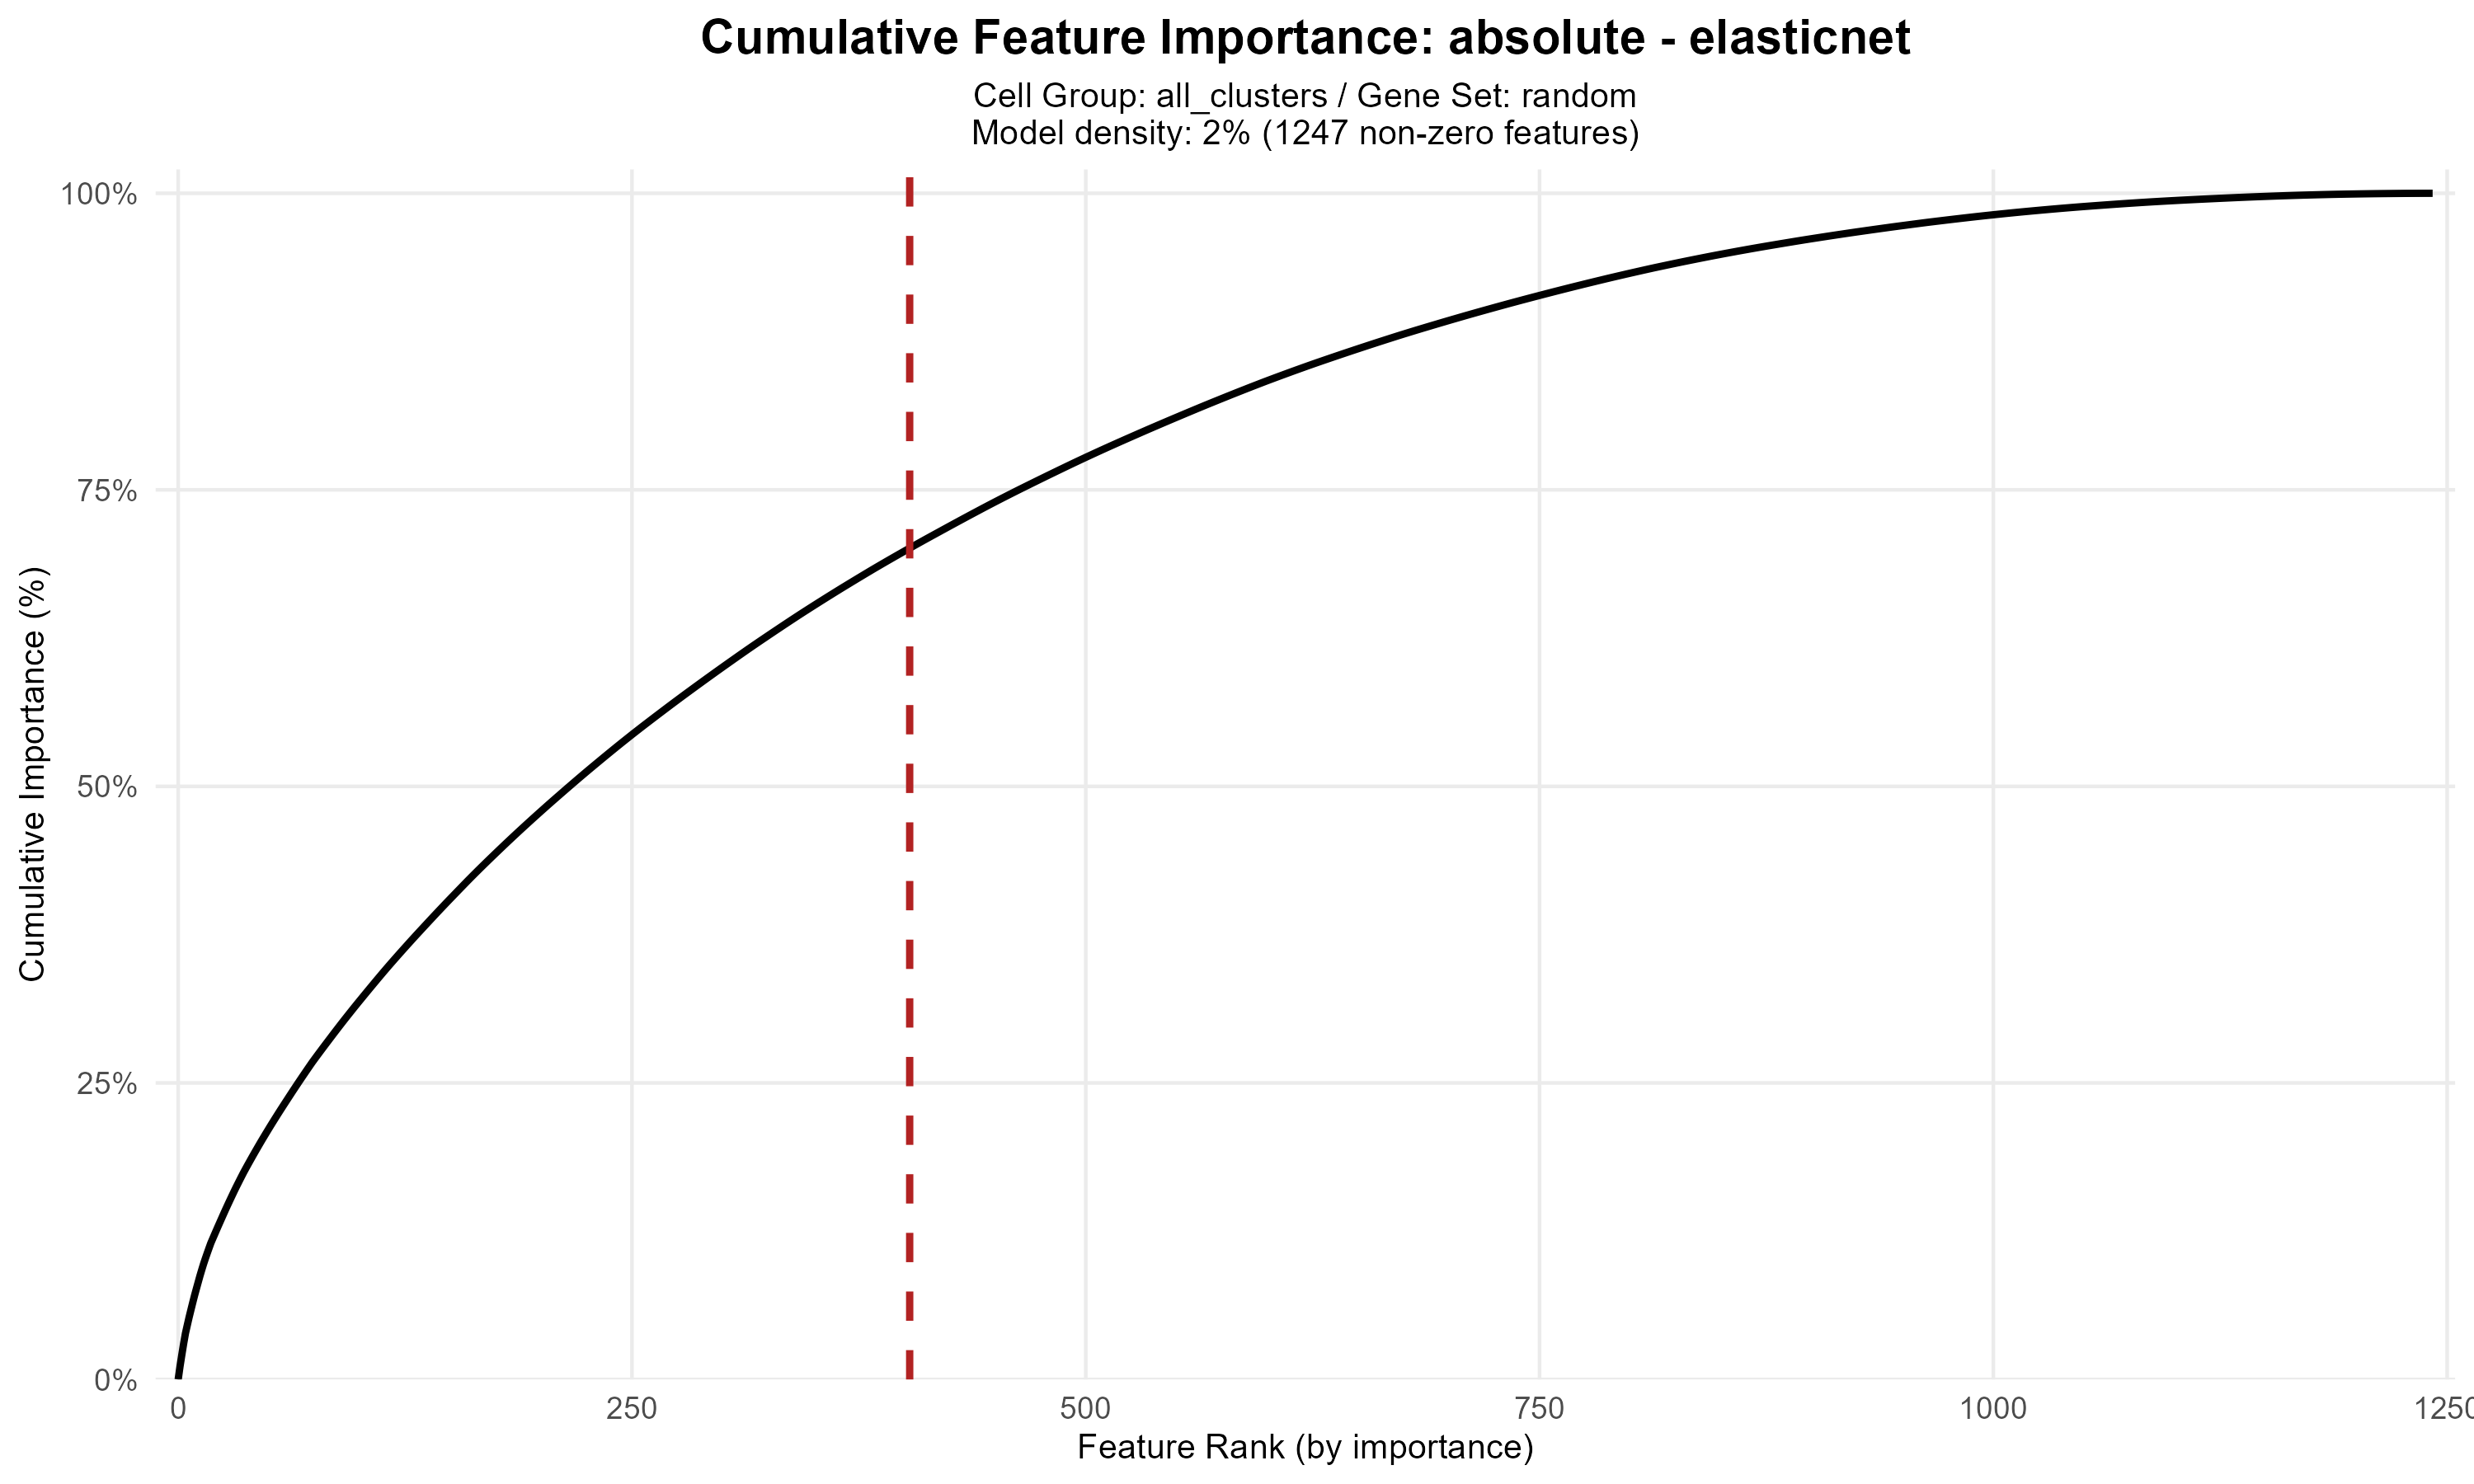 Cumulative Feature Importance: absolute - elasticnet
Cell Group: all_clusters / Gene Set: random
Model density: 2% (1247 non-zero features)
100%
75%
50%
25%
0%
Cumulative Importance (%)
0 250 500 750 1000 1250
Feature Rank (by importance)